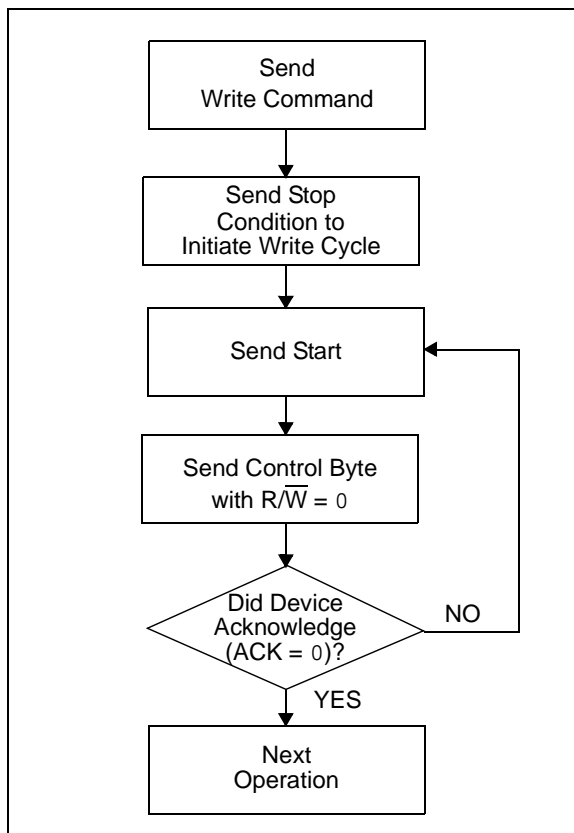 Send
Write Command
Send Stop
Condition to
Initiate Write Cycle
Send Start
Send Control Byte
with R/W̅ = 0
Did Device
Acknowledge
(ACK = 0)?
NO
YES
Next
Operation